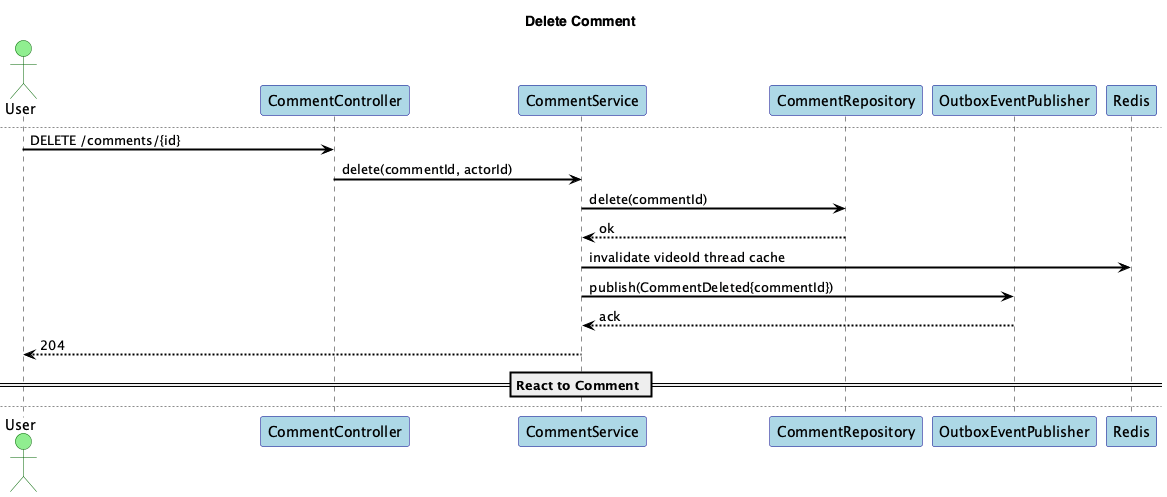 Delete Comment
User
CommentController
CommentService
CommentRepository
OutboxEventPublisher
Redis
DELETE /comments/{id}
delete(commentId, actorId)
delete(commentId)
ok
invalidate videoId thread cache
publish(CommentDeleted{commentId})
ack
204
React to Comment
User
CommentController
CommentService
CommentRepository
OutboxEventPublisher
Redis